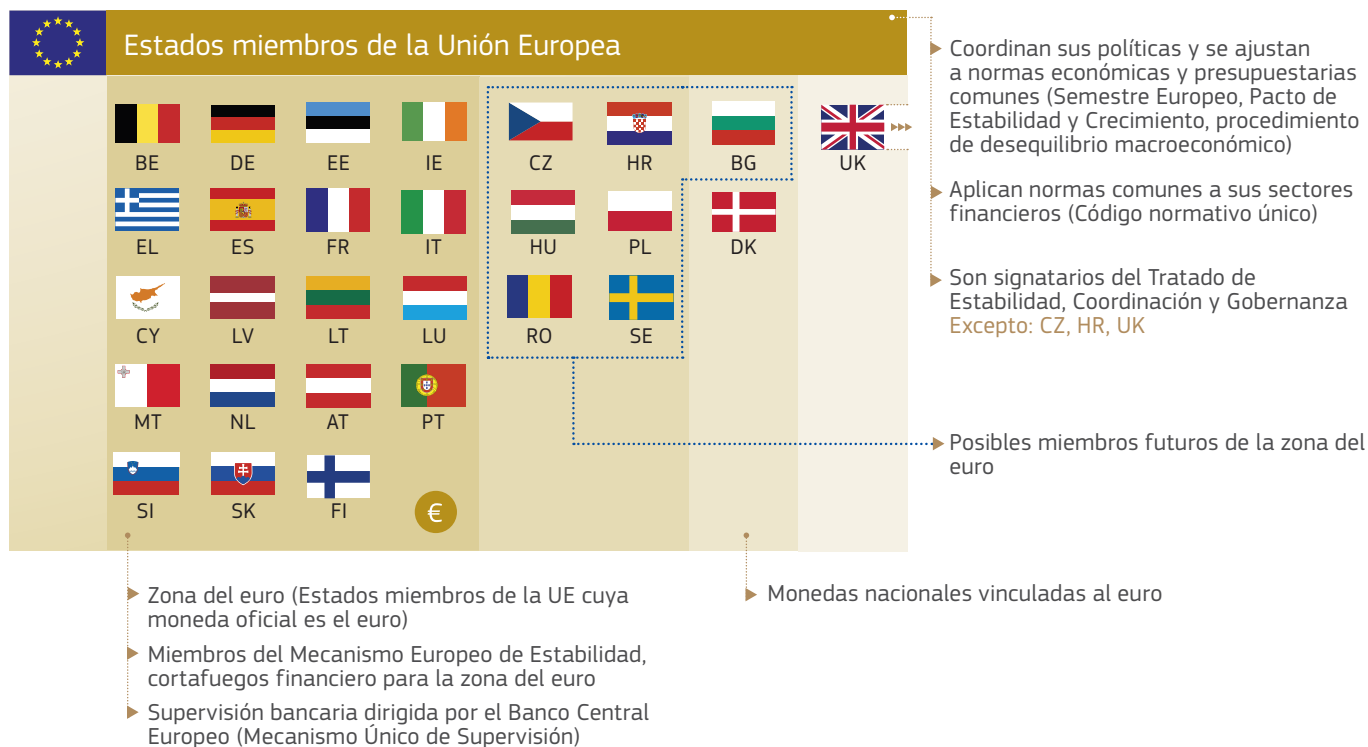 Estados miembros de la Unión Europea
BE DE EE IE CZ HR BG UK
EL ES FR IT HU PL DK
CY LV LT LU RO SE
MT NL AT PT
SI SK FI €
Coordinan sus políticas y se ajustan
a normas económicas y presupuestarias
comunes (Semestre Europeo, Pacto de
Estabilidad y Crecimiento, procedimiento
de desequilibrio macroeconómico)
Aplican normas comunes a sus sectores
financieros (Código normativo único)
Son signatarios del Tratado de
Estabilidad, Coordinación y Gobernanza
Excepto: CZ, HR, UK
Posibles miembros futuros de la zona del
euro
Zona del euro (Estados miembros de la UE cuya
moneda oficial es el euro)
Miembros del Mecanismo Europeo de Estabilidad,
cortafuegos financiero para la zona del euro
Supervisión bancaria dirigida por el Banco Central
Europeo (Mecanismo Único de Supervisión)
Monedas nacionales vinculadas al euro